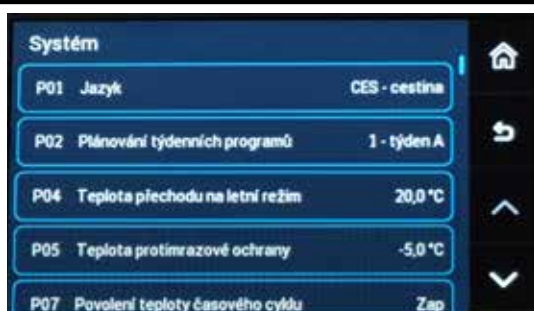 Systém
P01 Jazyk CES - cestina
P02 Plánování týdenních programů 1 - týden A
P04 Teplota přechodu na letní režim 20,0 °C
P05 Teplota protimrazové ochrany -5,0 °C
P07 Povolení teploty časového cyklu Zap